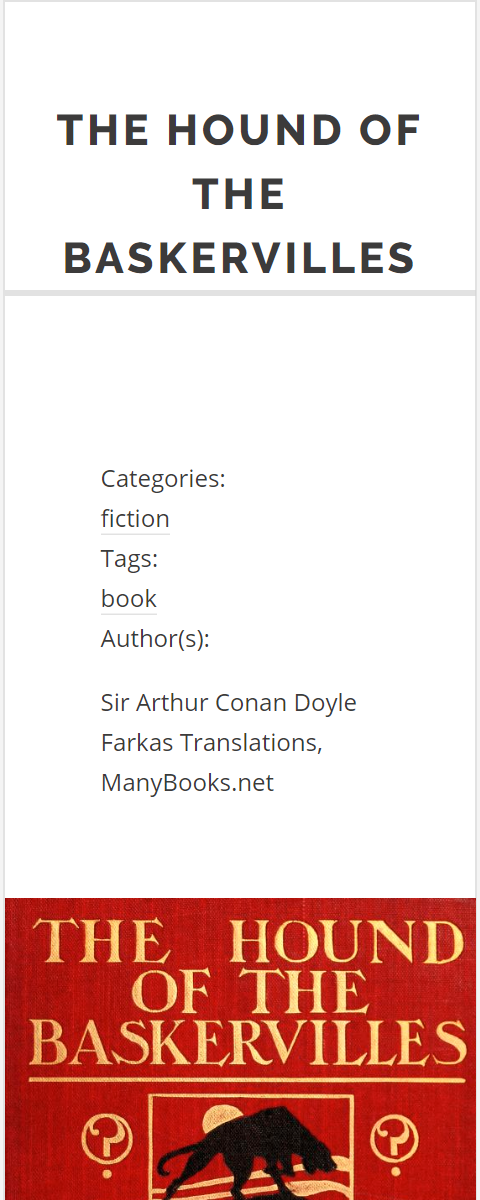 THE HOUND OF
THE
BASKERVILLES
Categories:
fiction
Tags:
book
Author(s):
Sir Arthur Conan Doyle
Farkas Translations,
ManyBooks.net
THE HOUND
OF THE
BASKERVILLES
? ?